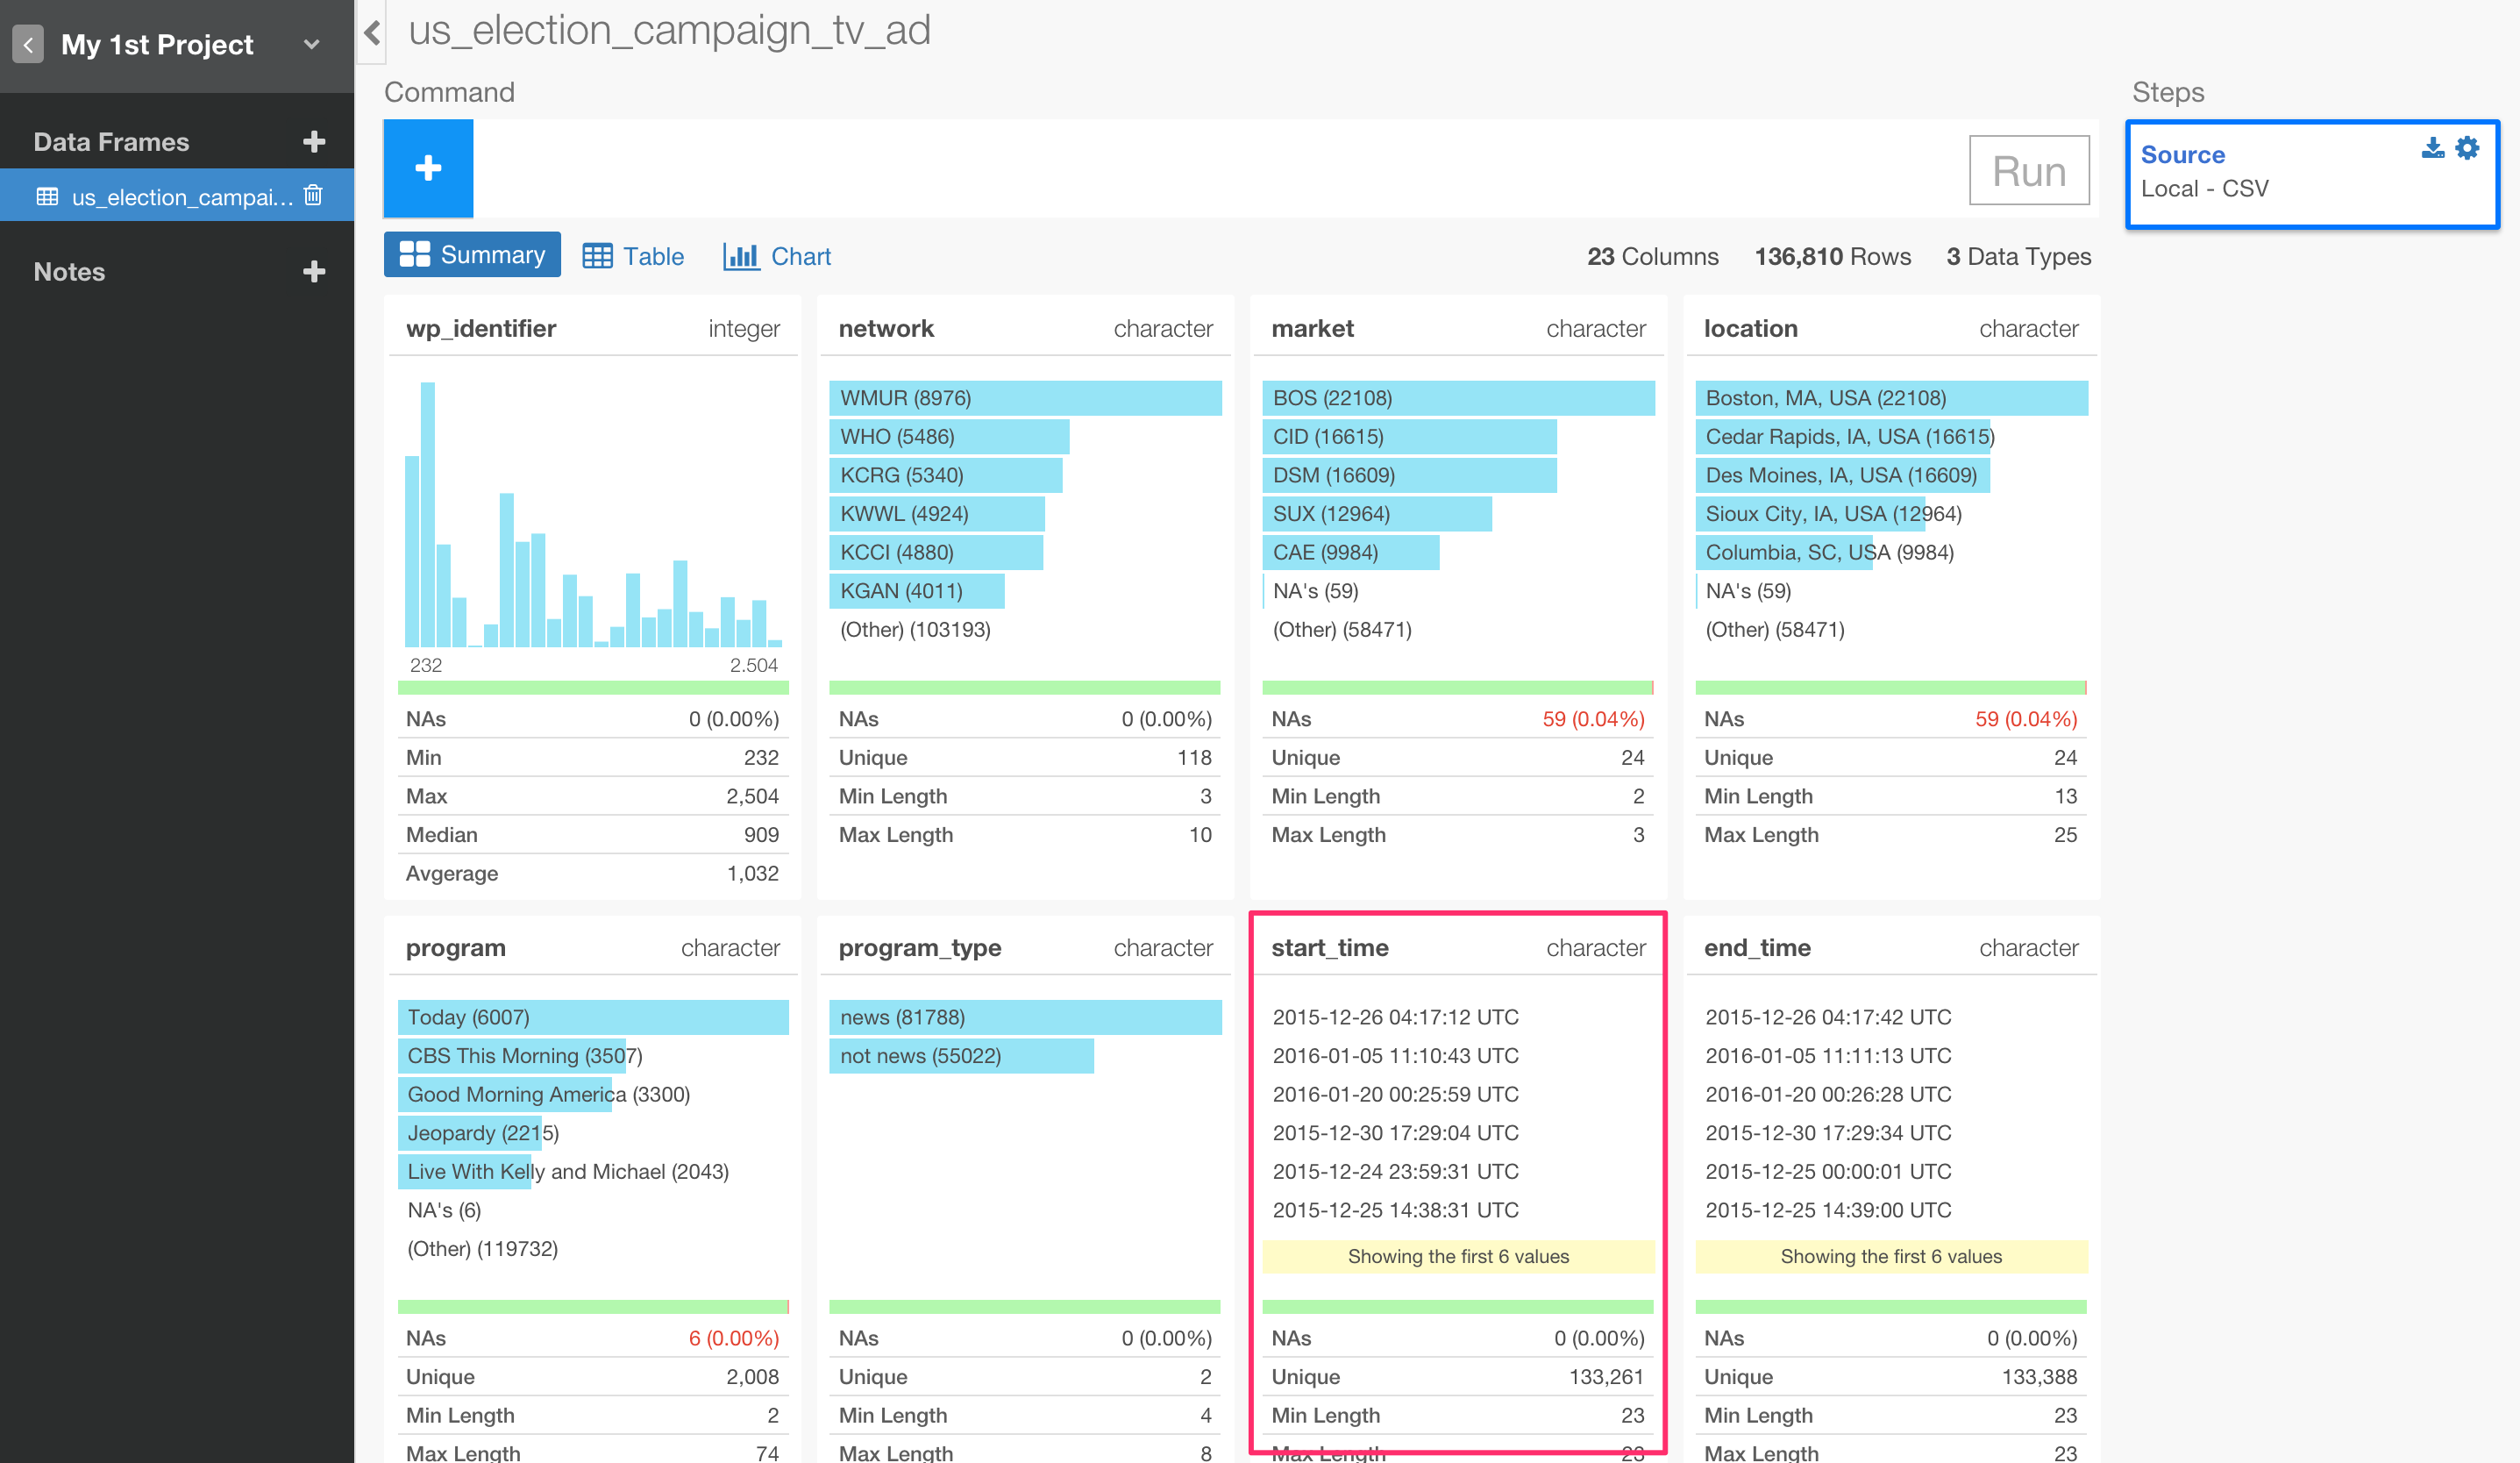 My 1st Project
Data Frames
us_election_campai...
Notes
us_election_campaign_tv_ad
Command
Run
Steps
Source
Local - CSV
Summary
Table
Chart
23 Columns
136,810 Rows
3 Data Types
wp_identifier integer
232 2.504
NAs 0 (0.00%)
Min 232
Max 2,504
Median 909
Avgerage 1,032
network character
WMUR (8976)
WHO (5486)
KCRG (5340)
KWWL (4924)
KCCI (4880)
KGAN (4011)
(Other) (103193)
NAs 0 (0.00%)
Unique 118
Min Length 3
Max Length 10
market character
BOS (22108)
CID (16615)
DSM (16609)
SUX (12964)
CAE (9984)
NA's (59)
(Other) (58471)
NAs 59 (0.04%)
Unique 24
Min Length 2
Max Length 3
location character
Boston, MA, USA (22108)
Cedar Rapids, IA, USA (16615)
Des Moines, IA, USA (16609)
Sioux City, IA, USA (12964)
Columbia, SC, USA (9984)
NA's (59)
(Other) (58471)
NAs 59 (0.04%)
Unique 24
Min Length 13
Max Length 25
program character
Today (6007)
CBS This Morning (3507)
Good Morning America (3300)
Jeopardy (2215)
Live With Kelly and Michael (2043)
NA's (6)
(Other) (119732)
NAs 6 (0.00%)
Unique 2,008
Min Length 2
Max Length 74
program_type character
news (81788)
not news (55022)
NAs 0 (0.00%)
Unique 2
Min Length 4
Max Length 8
start_time character
2015-12-26 04:17:12 UTC
2016-01-05 11:10:43 UTC
2016-01-20 00:25:59 UTC
2015-12-30 17:29:04 UTC
2015-12-24 23:59:31 UTC
2015-12-25 14:38:31 UTC
Showing the first 6 values
NAs 0 (0.00%)
Unique 133,261
Min Length 23
Max Length 23
end_time character
2015-12-26 04:17:42 UTC
2016-01-05 11:11:13 UTC
2016-01-20 00:26:28 UTC
2015-12-30 17:29:34 UTC
2015-12-25 00:00:01 UTC
2015-12-25 14:39:00 UTC
Showing the first 6 values
NAs 0 (0.00%)
Unique 133,388
Min Length 23
Max Length 23